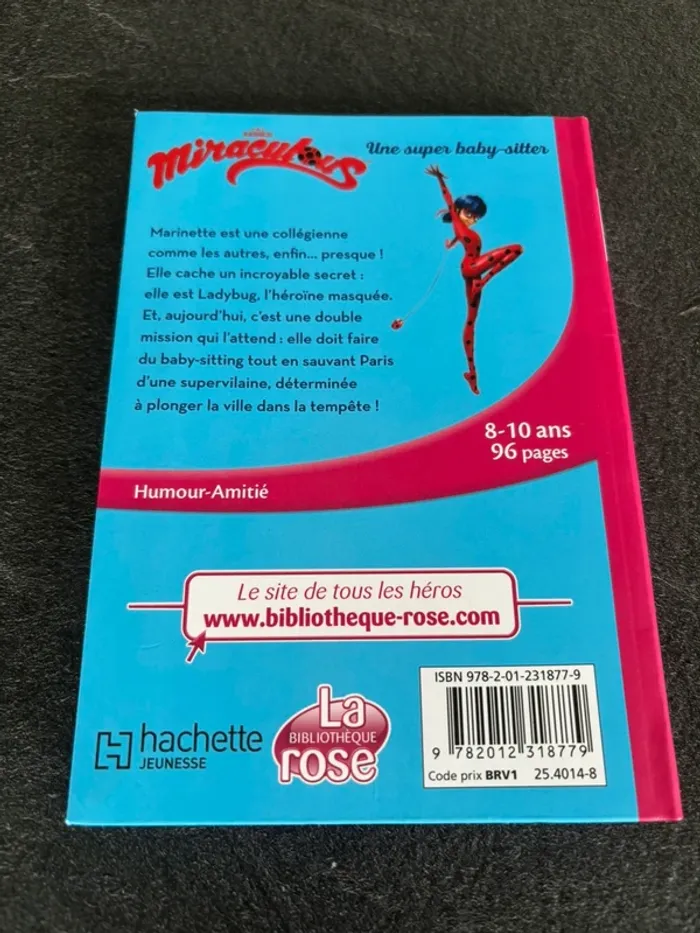 Miraculous
Une super baby-sitter
Marinette est une collégienne
comme les autres, enfin... presque !
Elle cache un incroyable secret :
elle est Ladybug, l'héroïne masquée.
Et, aujourd'hui, c'est une double
mission qui l'attend : elle doit faire
du baby-sitting tout en sauvant Paris
d'une supervilaine, déterminée
à plonger la ville dans la tempête !
8-10 ans
96 pages
Humour-Amitié
Le site de tous les héros
www.bibliotheque-rose.com
ISBN 978-2-01-231877-9
9 782012 318779
Code prix BRV1 25.4014-8
hachette
JEUNESSE
La
BIBLIOTHÈQUE
rose